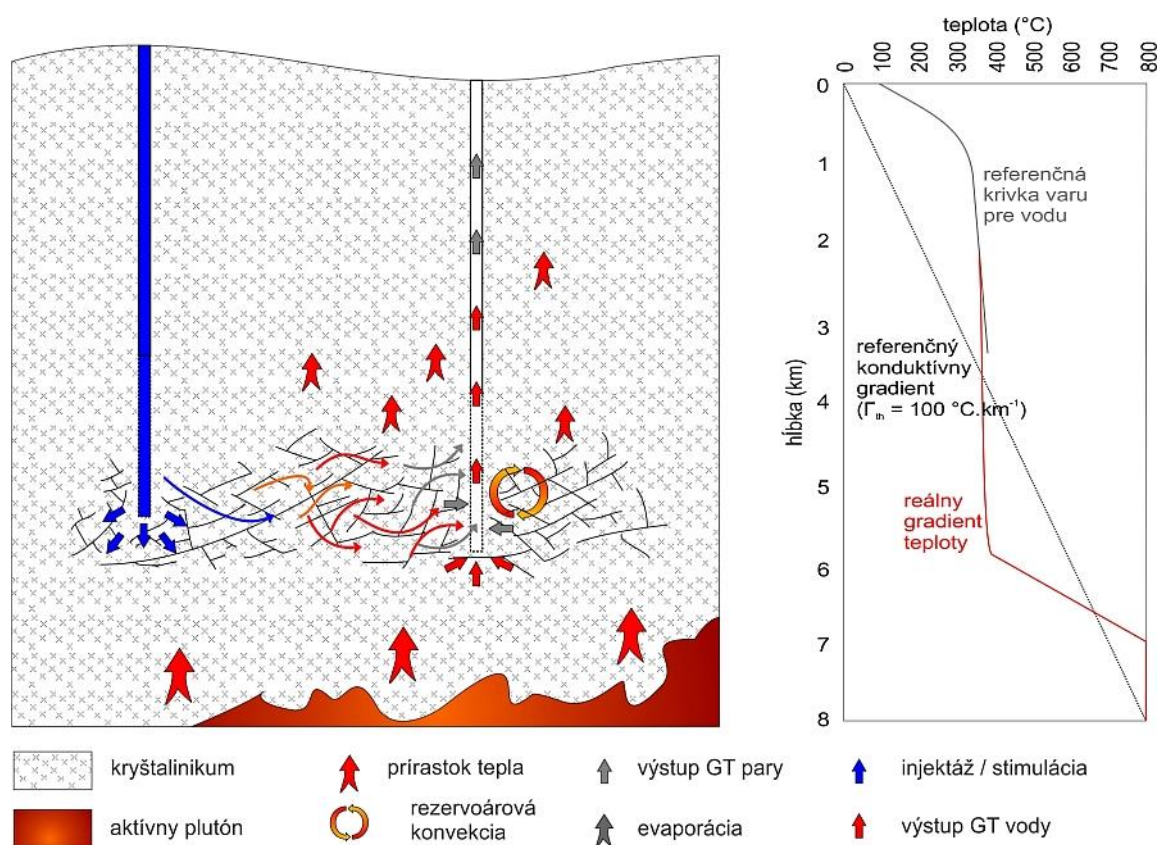 teplota (°C)
0
100
200
300
350
600
700
800
0
1
2
3
4
5
6
7
8
hĺbka (km)
referenčná
krivka varu
pre vodu
referenčný
konduktívny
gradient
(Γth = 100 °C.km⁻¹)
reálny
gradient
teploty
kryštalinikum
prírastok tepla
výstup GT pary
injektáž / stimulácia
aktívny plutón
rezervoárová
konvekcia
evaporácia
výstup GT vody